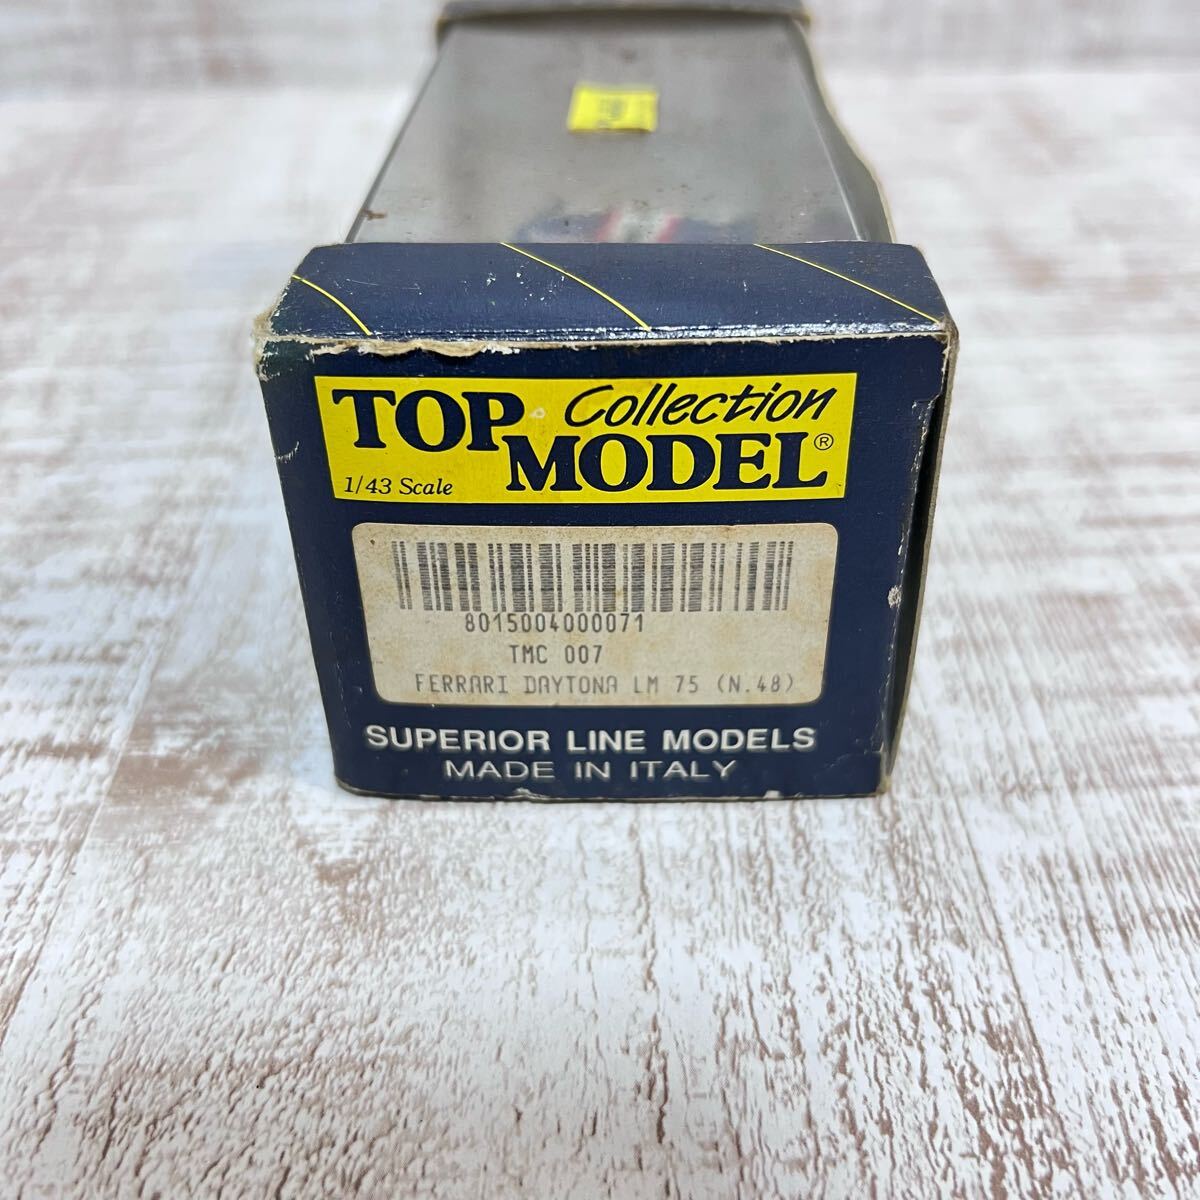 Collection
TOP MODEL®
1/43 Scale
8015004000071
TMC 007
FERRARI DAYTONA LM 75 (N.48)
SUPERIOR LINE MODELS
MADE IN ITALY